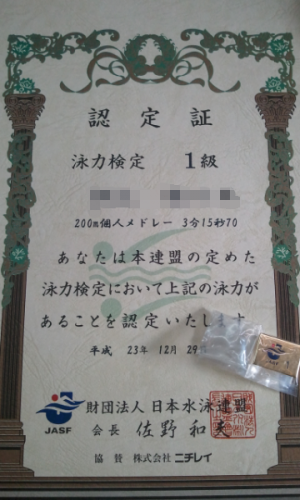 認定証
泳力検定 1級
200m個人メドレー 3分15秒70
あなたは本連盟の定めた
泳力検定において上記の泳力が
あることを認定いたします
平成 23年 12月 29
財団法人 日本水泳連盟
JASF 会長 佐野和夫
協賛 株式会社 ニチレイ
JASF